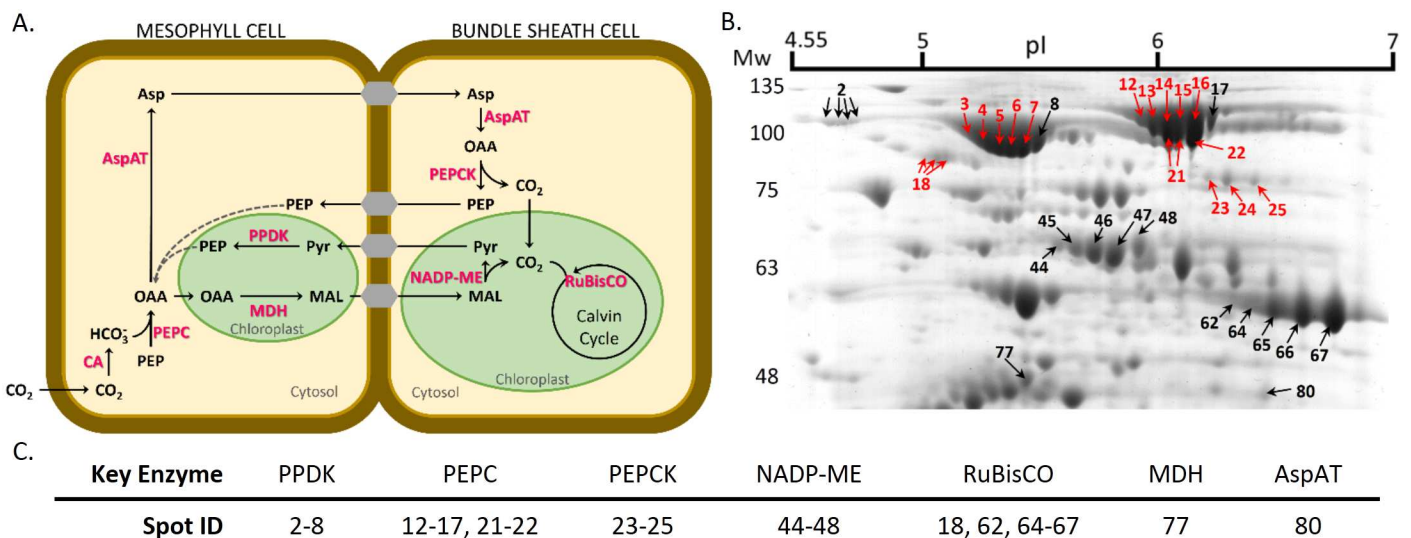 A.
MESOPHYLL CELL
BUNDLE SHEATH CELL
Asp
Asp
AspAT
AspAT
OAA
PEPCK
CO2
PEP
PEP
PEP
PPDK
Pyr
Pyr
NADP-ME
CO2
RuBisCO
OAA
OAA
MAL
MAL
MDH
Chloroplast
Calvin
Cycle
HCO3-
PEPC
CA
PEP
Chloroplast
CO2
CO2
Cytosol
Cytosol
B.
4.55 5 pI 6 7
Mw
135
100
75
63
48
2
3
4
5
6
7
8
12
13
14
15
16
17
18
21
22
23
24
25
45
46
47
48
44
62
64
65
66
67
77
80
C.
Key Enzyme PPDK PEPC PEPCK NADP-ME RuBisCO MDH AspAT
Spot ID 2-8 12-17, 21-22 23-25 44-48 18, 62, 64-67 77 80